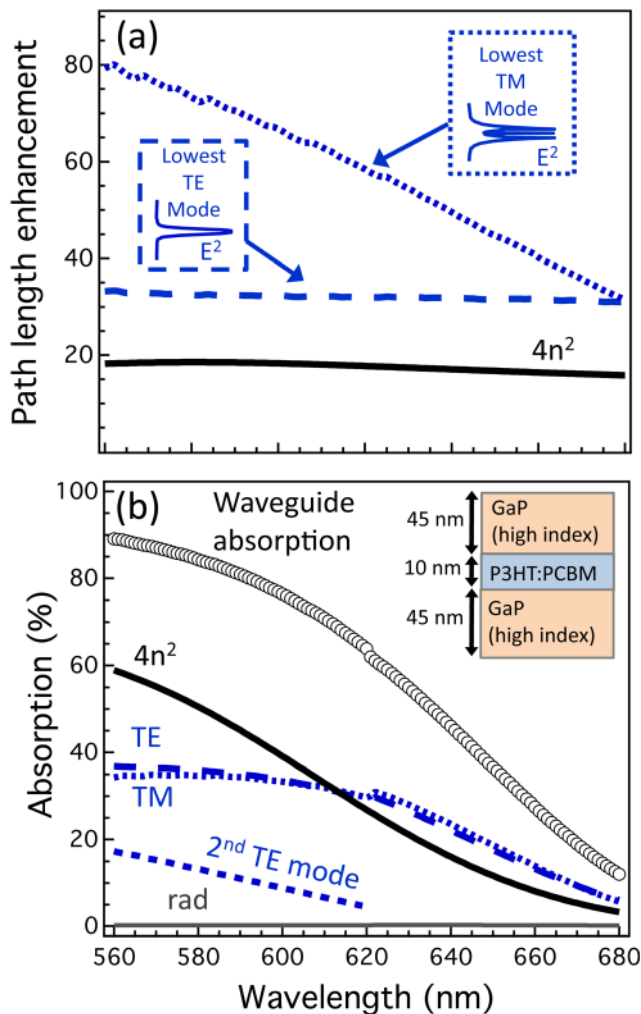 (a)
Path length enhancement
80
60
40
20
Lowest
TM
Mode
E²
Lowest
TE
Mode
E²
4n²
(b)
Absorption (%)
100
80
60
40
20
0
Waveguide
absorption
45 nm
10 nm
45 nm
GaP
(high index)
P3HT:PCBM
GaP
(high index)
4n²
TE
TM
2nd TE mode
rad
560 580 600 620 640 660 680
Wavelength (nm)